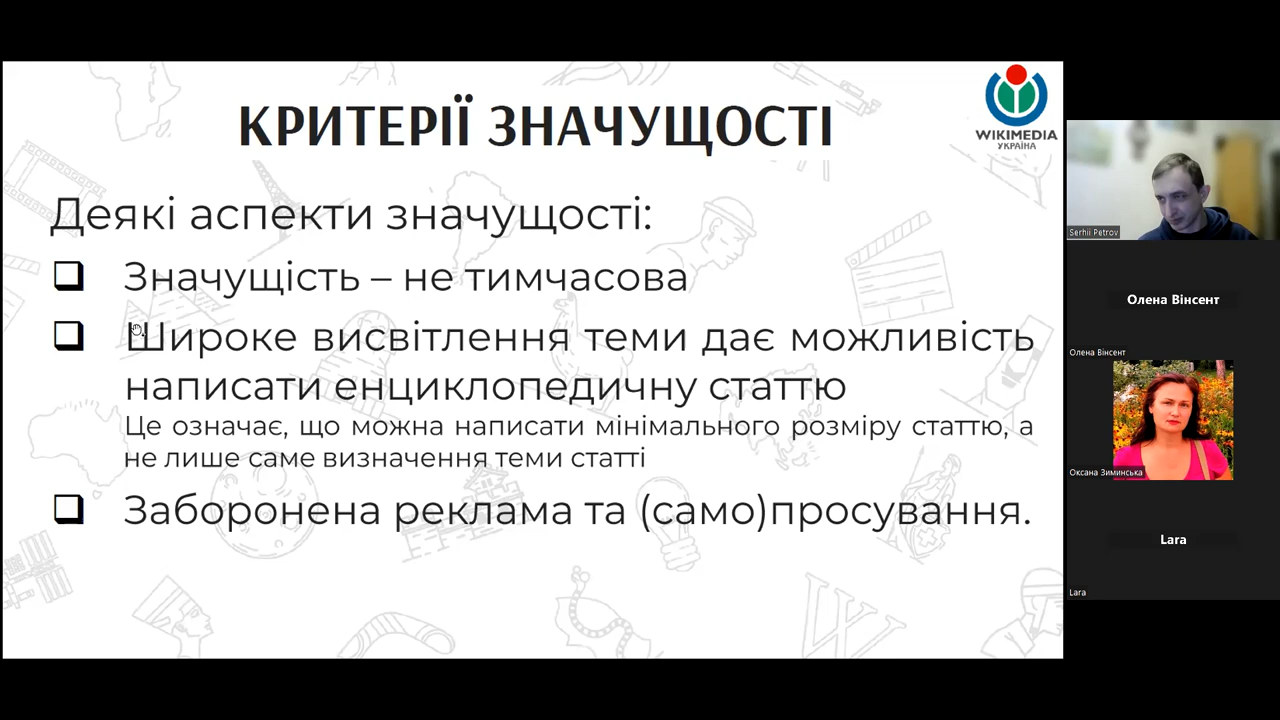 КРИТЕРІЇ ЗНАЧУЩОСТІ
WIKIMEDIA
УКРАЇНА
Деякі аспекти значущості:
Значущість – не тимчасова
Широке висвітлення теми дає можливість
написати енциклопедичну статтю
Це означає, що можна написати мінімального розміру статтю, а
не лише саме визначення теми статті
Заборонена реклама та (само)просування.
Serhii Petrov
Олена Вінсент
Олена Вінсент
Оксана Зиминська
Lara
Lara